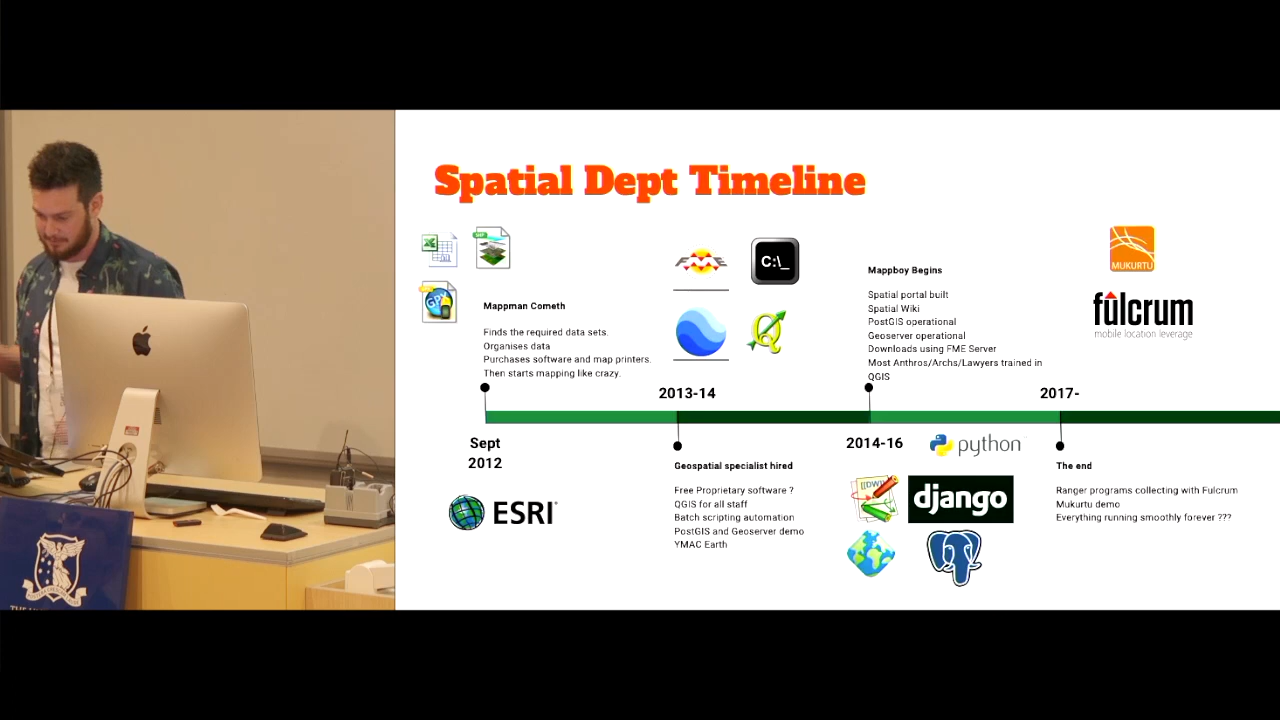 Spatial Dept Timeline
Mappman Cometh
Finds the required data sets.
Organises data
Purchases software and map printers.
Then starts mapping like crazy.
Sept
2012
ESRI
FME
C:\_
2013-14
Geospatial specialist hired
Free Proprietary software ?
QGIS for all staff
Batch scripting automation
PostGIS and Geoserver demo
YMAC Earth
Mappboy Begins
Spatial portal built
Spatial Wiki
PostGIS operational
Geoserver operational
Downloads using FME Server
Most Anthros/Archs/Lawyers trained in
QGIS
2014-16
python
[[DW]]
django
MUKURTU
fulcrum
mobile location leverage
2017-
The end
Ranger programs collecting with Fulcrum
Mukurtu demo
Everything running smoothly forever ???